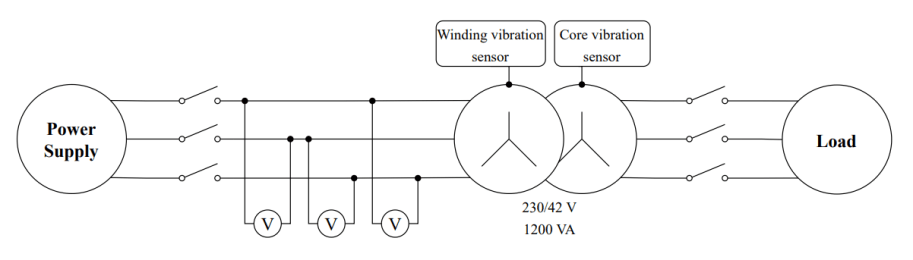 Winding vibration
sensor
Core vibration
sensor
Power
Supply
Load
V
V
V
230/42 V
1200 VA